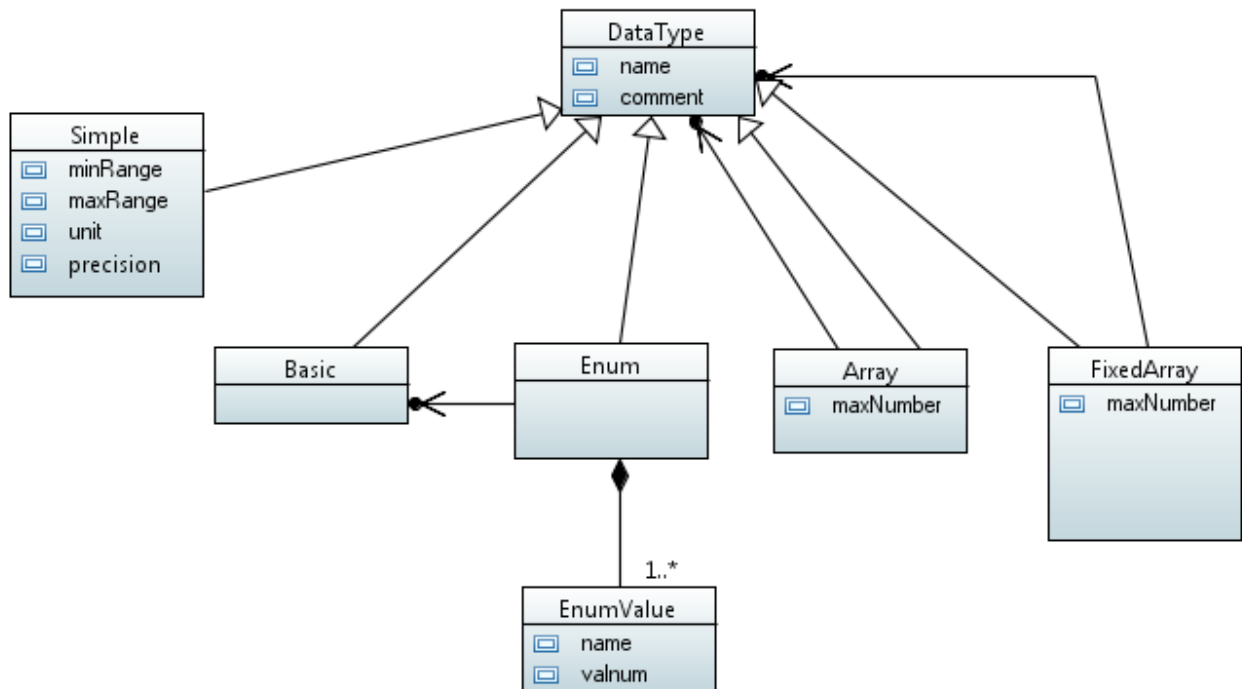 DataType
name
comment
Simple
minRange
maxRange
unit
precision
Basic
Enum
Array
maxNumber
FixedArray
maxNumber
1..*
EnumValue
name
valnum